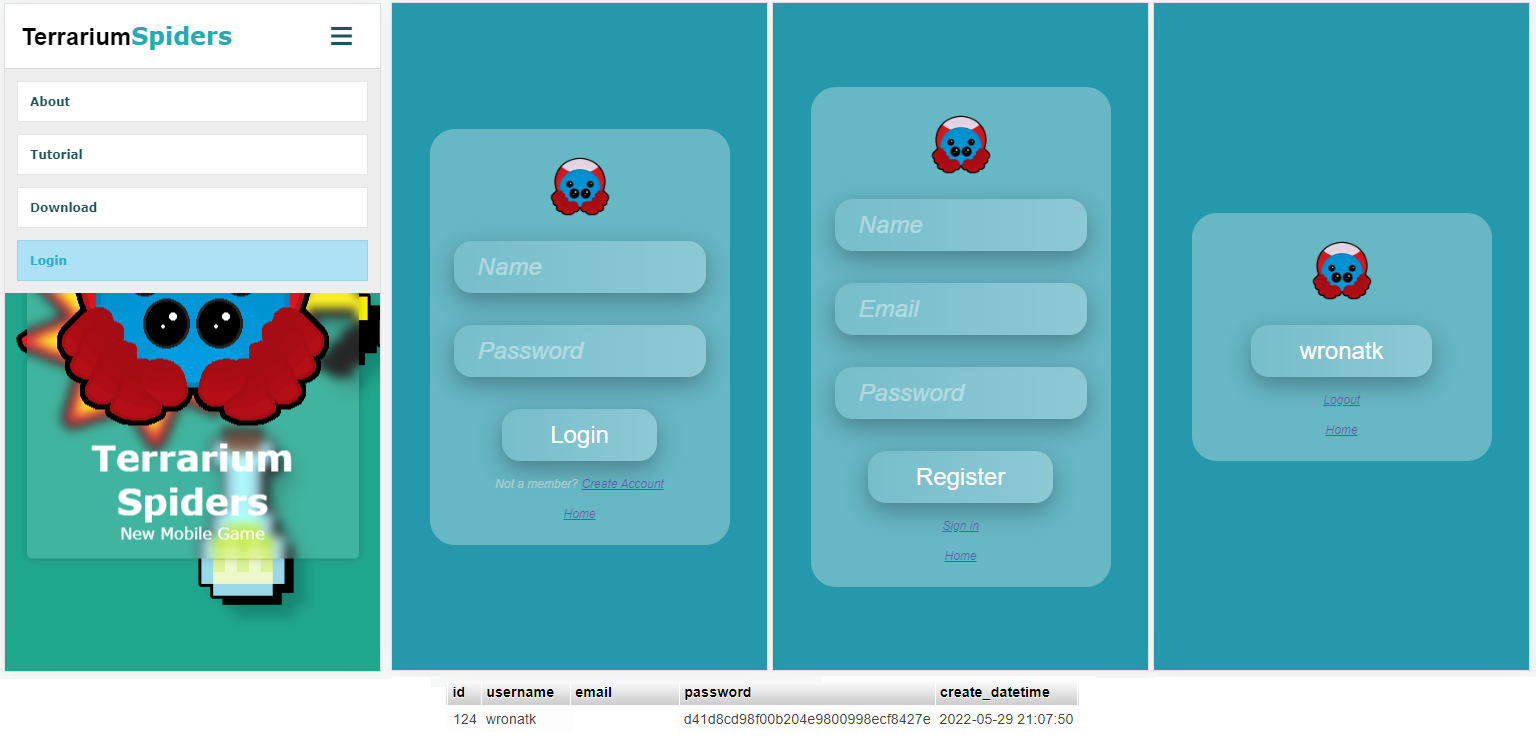 TerrariumSpiders
About
Tutorial
Download
Login
Terrarium
Spiders
New Mobile Game
Name
Password
Login
Not a member? Create Account
Home
Name
Email
Password
Register
Sign in
Home
wronatk
Logout
Home
id username email password create_datetime
124 wronatk d41d8cd98f00b204e9800998ecf8427e 2022-05-29 21:07:50